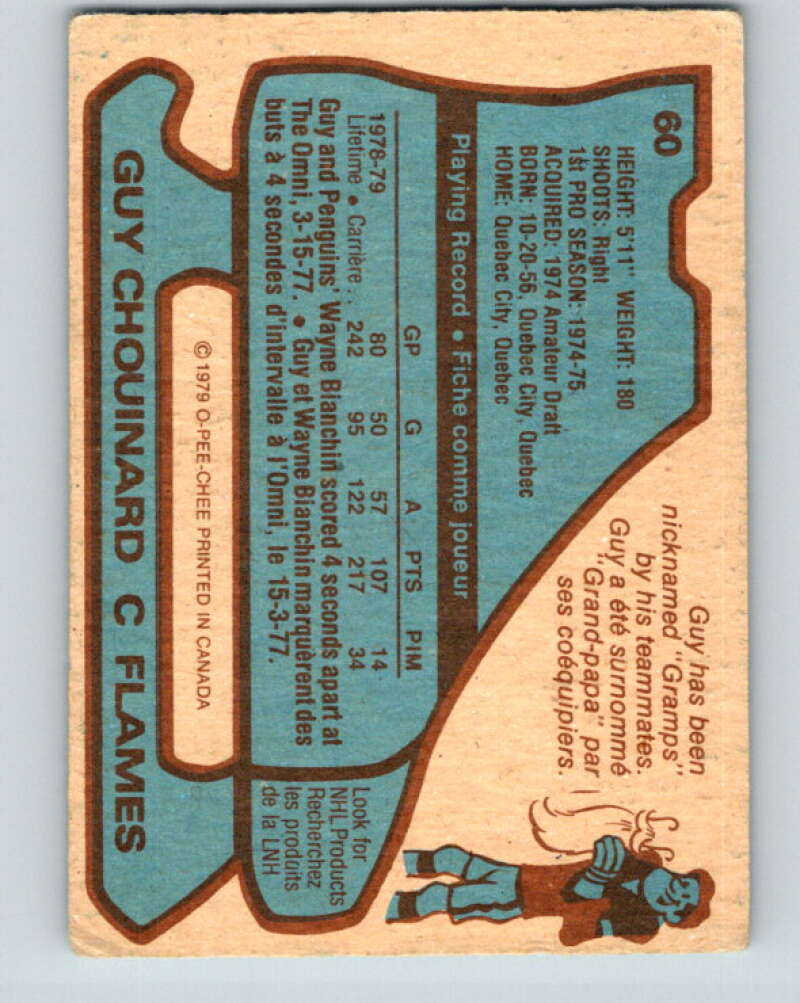 60
HEIGHT: 5'11" WEIGHT: 180
SHOOTS: Right
1st PRO SEASON: 1974-75
ACQUIRED: 1974 Amateur Draft
BORN: 10-20-56, Quebec City, Quebec
HOME: Quebec City, Quebec
Guy has been
nicknamed "Gramps"
by his teammates.
Guy a été surnommé
"Grand-papa" par
ses coéquipiers.
Playing Record • Fiche comme joueur
GP G A PTS PIM
1978-79 80 50 57 107 14
Lifetime • Carrière . . 242 95 122 217 34
Guy and Penguins' Wayne Bianchin scored 4 seconds apart at
The Omni, 3-15-77. • Guy et Wayne Bianchin marquèrent des
buts à 4 secondes d'intervalle à l'Omni, le 15-3-77.
Look for
NHL Products
Recherchez
les produits
de la LNH
© 1979 O-PEE-CHEE PRINTED IN CANADA
GUY CHOUINARD C FLAMES